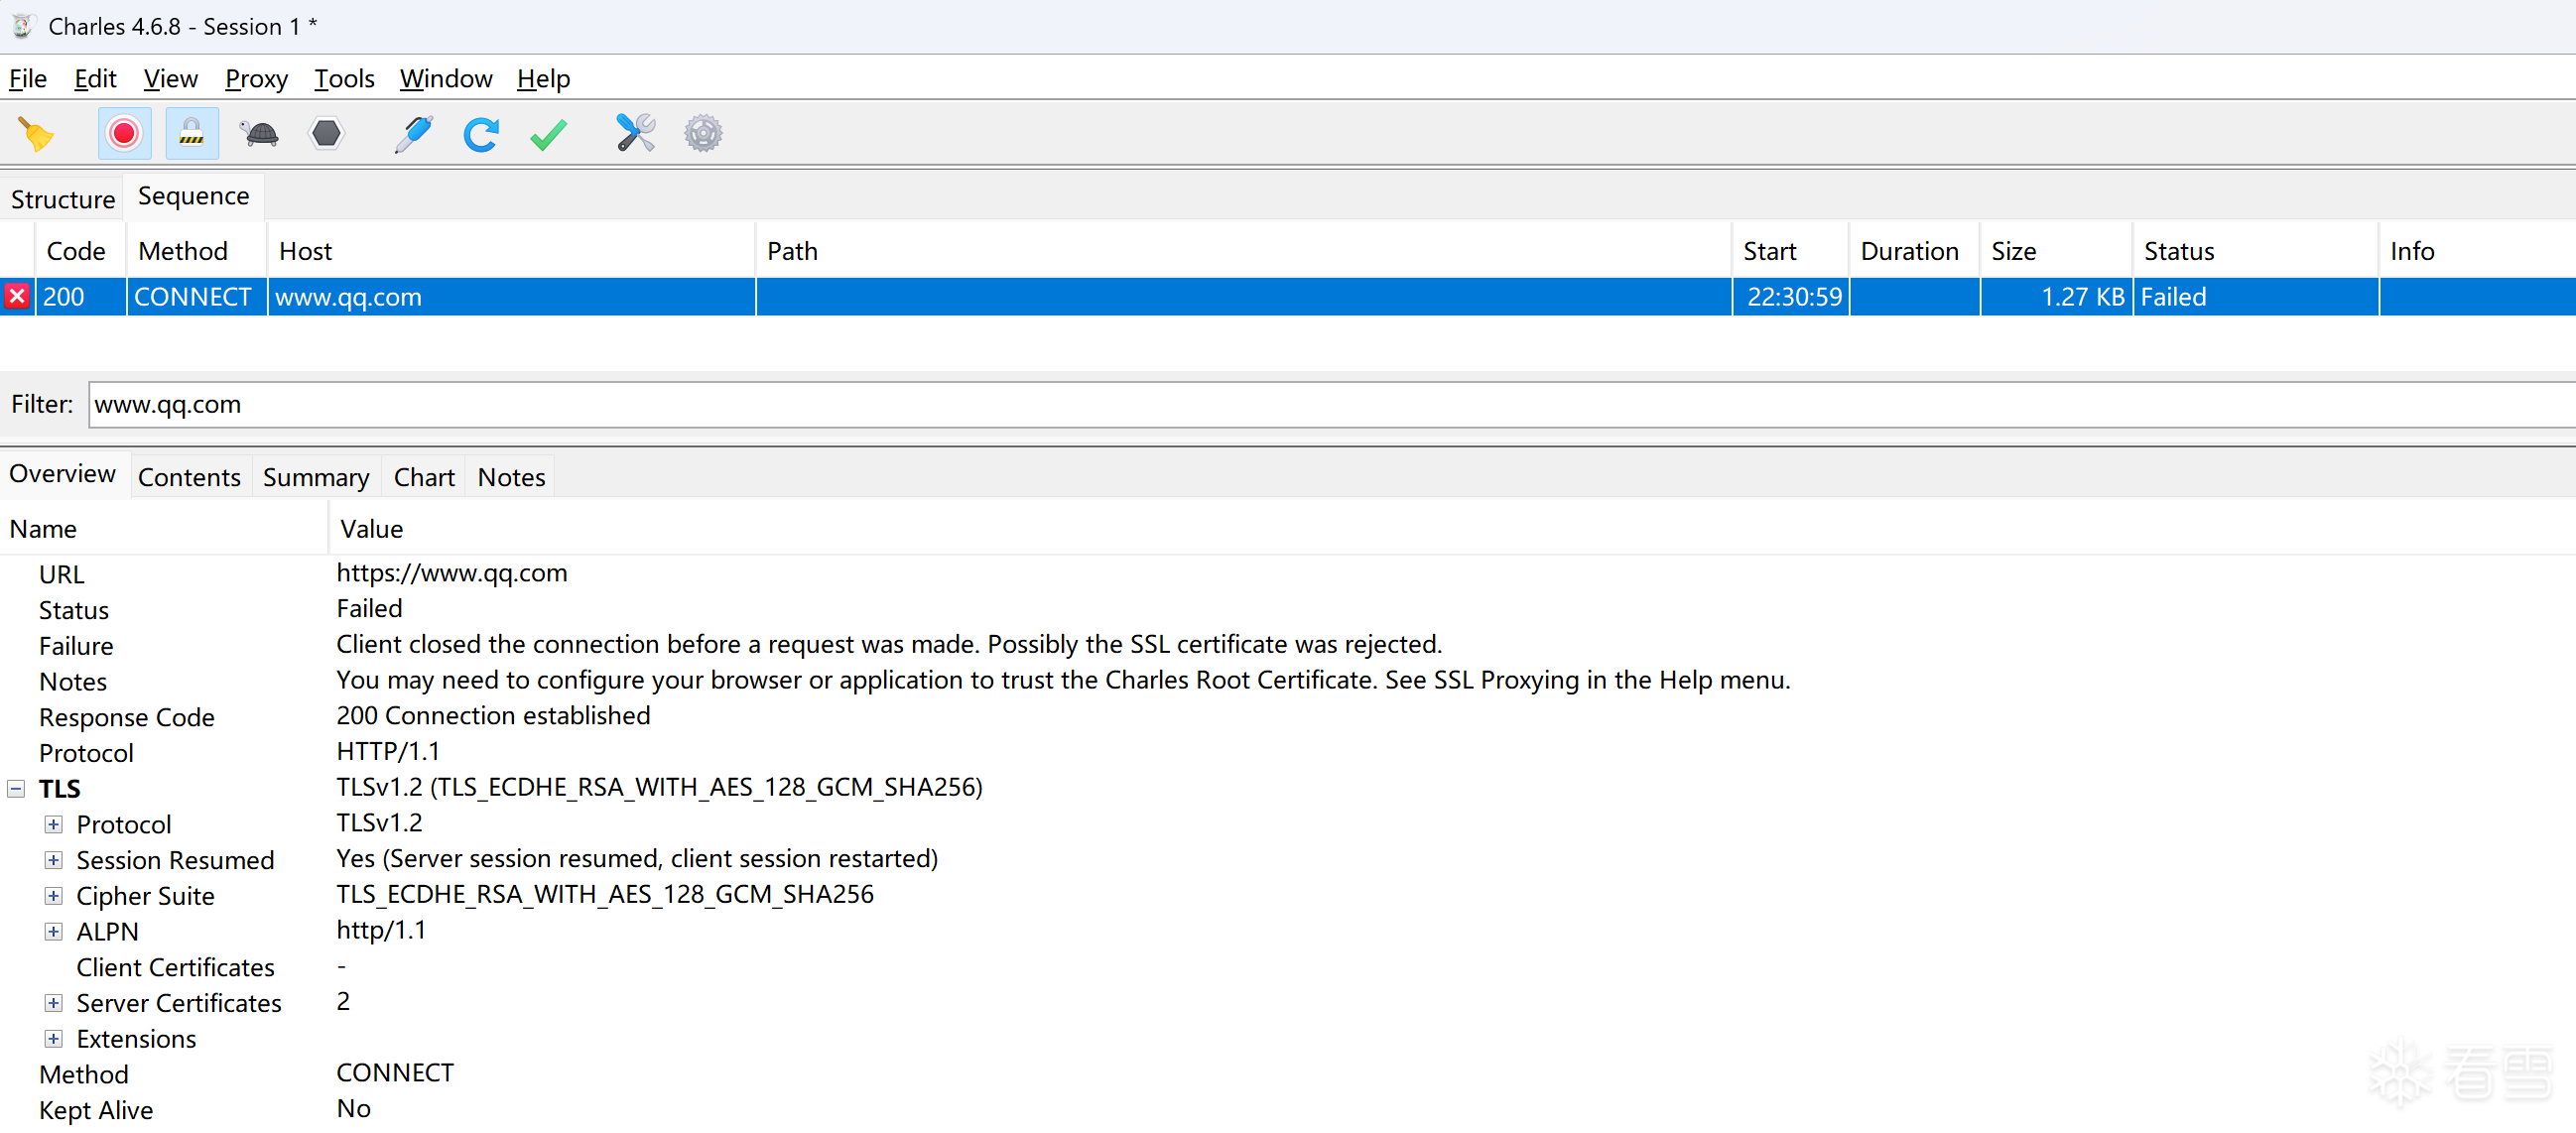 Charles 4.6.8 - Session 1 *
File Edit View Proxy Tools Window Help
Structure Sequence
Code Method Host Path Start Duration Size Status Info
200 CONNECT www.qq.com 22:30:59 1.27 KB Failed
Filter: www.qq.com
Overview Contents Summary Chart Notes
Name Value
URL https://www.qq.com
Status Failed
Failure Client closed the connection before a request was made. Possibly the SSL certificate was rejected.
Notes You may need to configure your browser or application to trust the Charles Root Certificate. See SSL Proxying in the Help menu.
Response Code 200 Connection established
Protocol HTTP/1.1
TLS TLSv1.2 (TLS_ECDHE_RSA_WITH_AES_128_GCM_SHA256)
Protocol TLSv1.2
Session Resumed Yes (Server session resumed, client session restarted)
Cipher Suite TLS_ECDHE_RSA_WITH_AES_128_GCM_SHA256
ALPN http/1.1
Client Certificates -
Server Certificates 2
Extensions
Method CONNECT
Kept Alive No
看雪